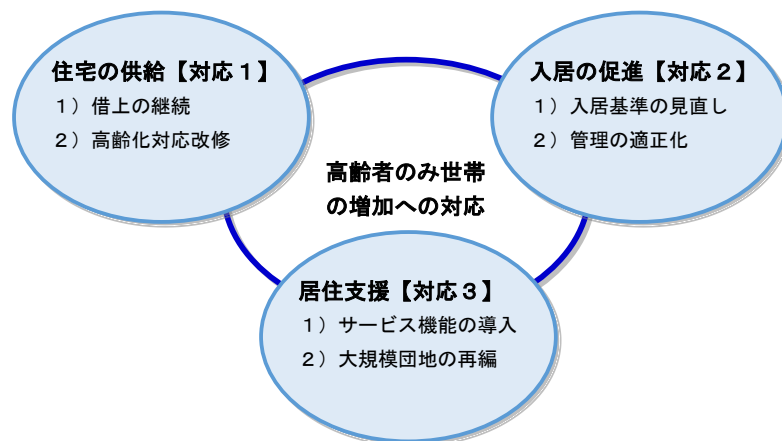 住宅の供給【対応１】
１）借上の継続
２）高齢化対応改修
入居の促進【対応２】
１）入居基準の見直し
２）管理の適正化
高齢者のみ世帯
の増加への対応
居住支援【対応３】
１）サービス機能の導入
２）大規模団地の再編